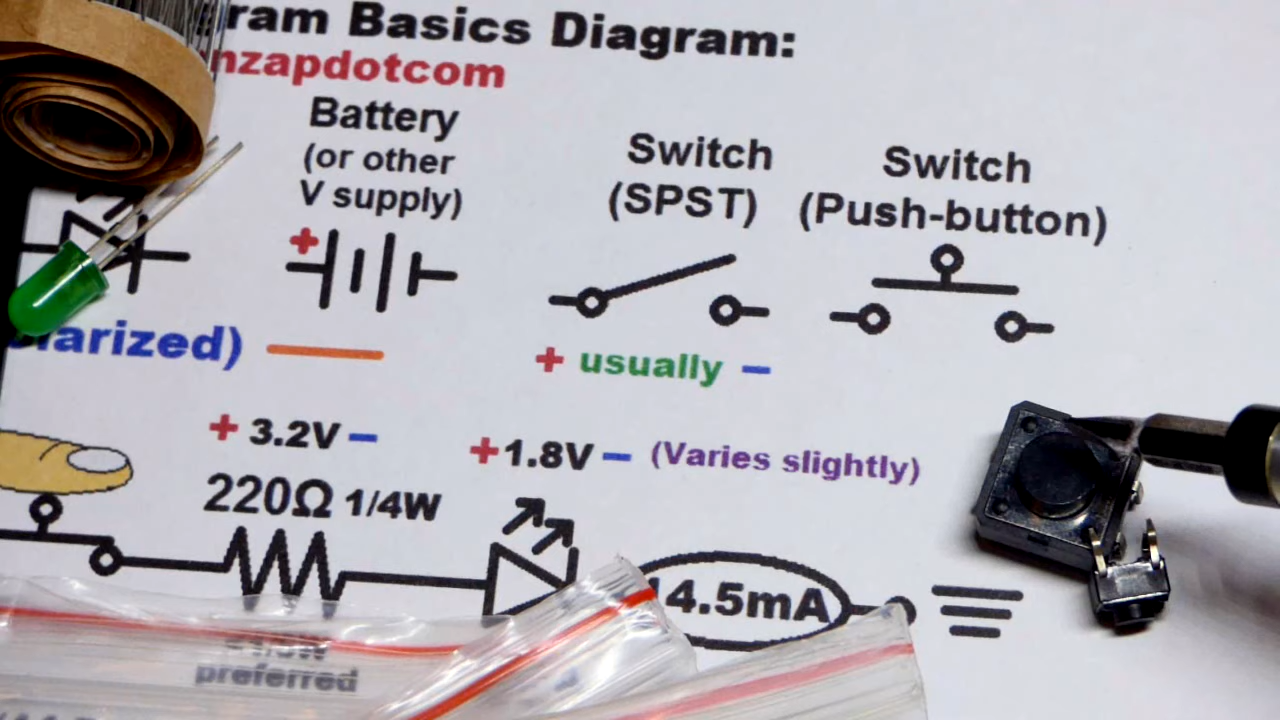 ram Basics Diagram:
nzapdotcom
Battery
(or other
V supply)
Switch
(SPST)
Switch
(Push-button)
+
larized)
+ usually −
+ 3.2V −
+1.8V − (Varies slightly)
220Ω 1/4W
4.5mA
preferred